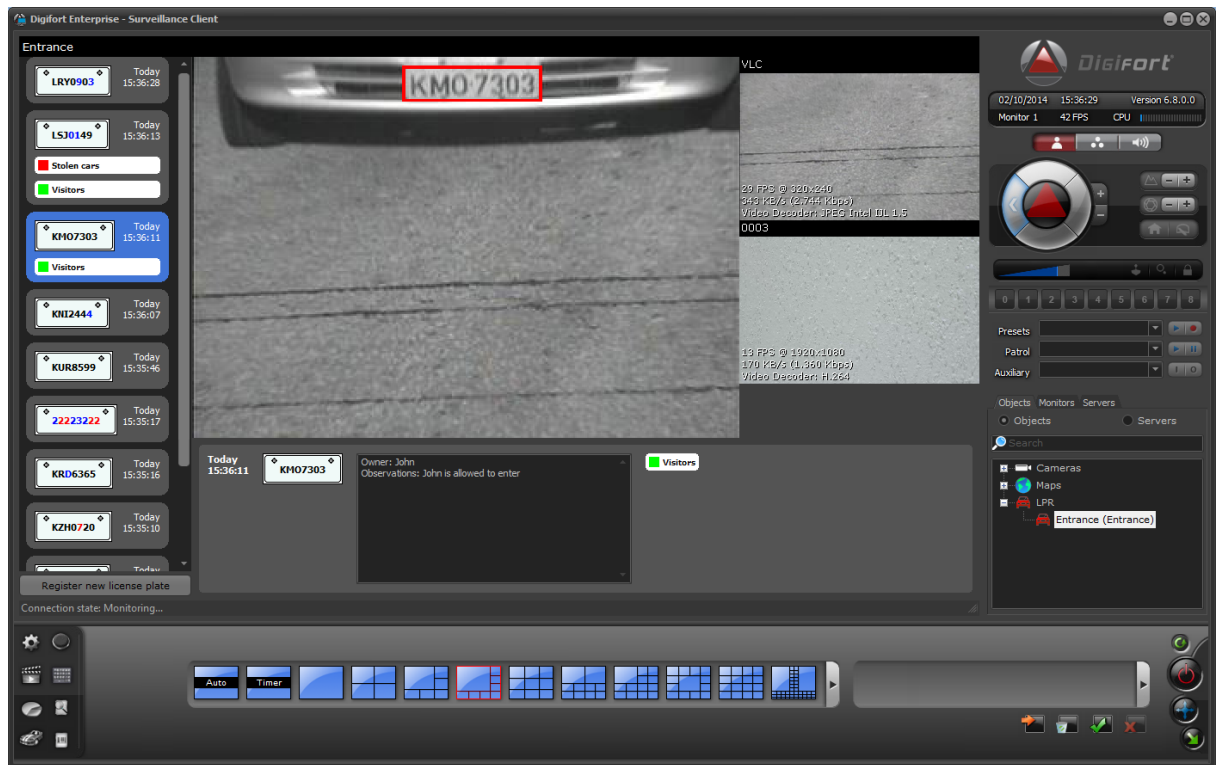 Digifort Enterprise - Surveillance Client
Entrance
LRY0903
Today
15:36:28
LSJ0149
Today
15:36:13
Stolen cars
Visitors
KMO7303
Today
15:36:11
Visitors
KNI2444
Today
15:36:07
KUR8599
Today
15:35:46
22223222
Today
15:35:17
KRD6365
Today
15:35:16
KZH0720
Today
15:35:10
Today
Register new license plate
Connection state: Monitoring...
KMO·7303
VLC
29 FPS @ 320x240
343 KB/s (2.744 Kbps)
Video Decoder: JPEG Intel IJL 1.5
0003
13 FPS @ 1920x1080
170 KB/s (1.360 Kbps)
Video Decoder: H.264
Today
15:36:11
KMO7303
Owner: John
Observations: John is allowed to enter
Visitors
Digifort
02/10/2014 15:36:29 Version 6.8.0.0
Monitor 1 42 FPS CPU
0 1 2 3 4 5 6 7 8
Presets
Patrol
Auxiliary
Objects Monitors Servers
Objects Servers
Search
Cameras
Maps
LPR
Entrance (Entrance)
Auto Timer